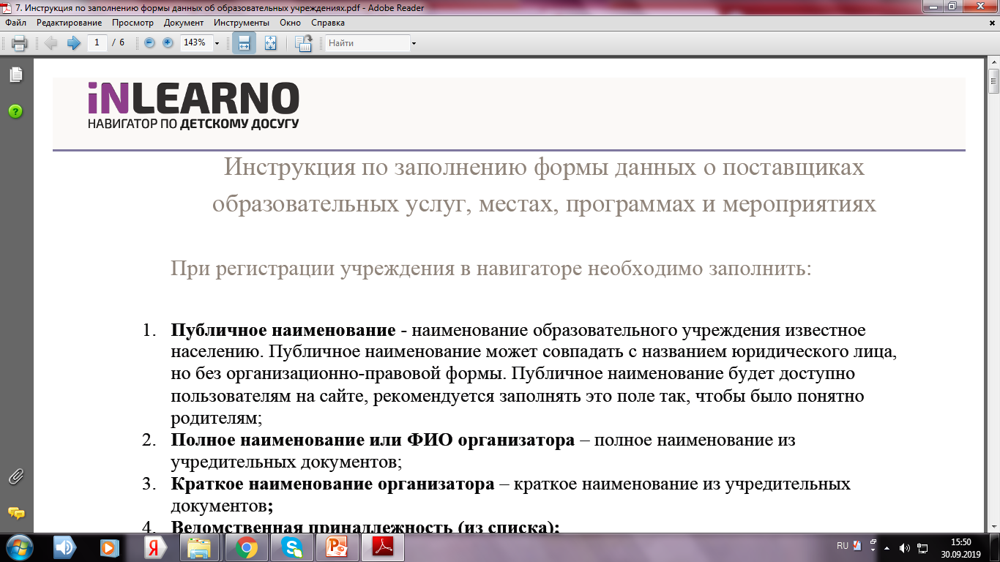 7. Инструкция по заполнению формы данных об образовательных учреждениях.pdf - Adobe Reader
Файл Редактирование Просмотр Документ Инструменты Окно Справка
1 / 6 143% Найти
iNLEARNO
НАВИГАТОР ПО ДЕТСКОМУ ДОСУГУ
Инструкция по заполнению формы данных о поставщиках
образовательных услуг, местах, программах и мероприятиях
При регистрации учреждения в навигаторе необходимо заполнить:
1. Публичное наименование - наименование образовательного учреждения известное
населению. Публичное наименование может совпадать с названием юридического лица,
но без организационно-правовой формы. Публичное наименование будет доступно
пользователям на сайте, рекомендуется заполнять это поле так, чтобы было понятно
родителям;
2. Полное наименование или ФИО организатора – полное наименование из
учредительных документов;
3. Краткое наименование организатора – краткое наименование из учредительных
документов;
4. Ведомственная принадлежность (из списка);
RU 15:50
30.09.2019